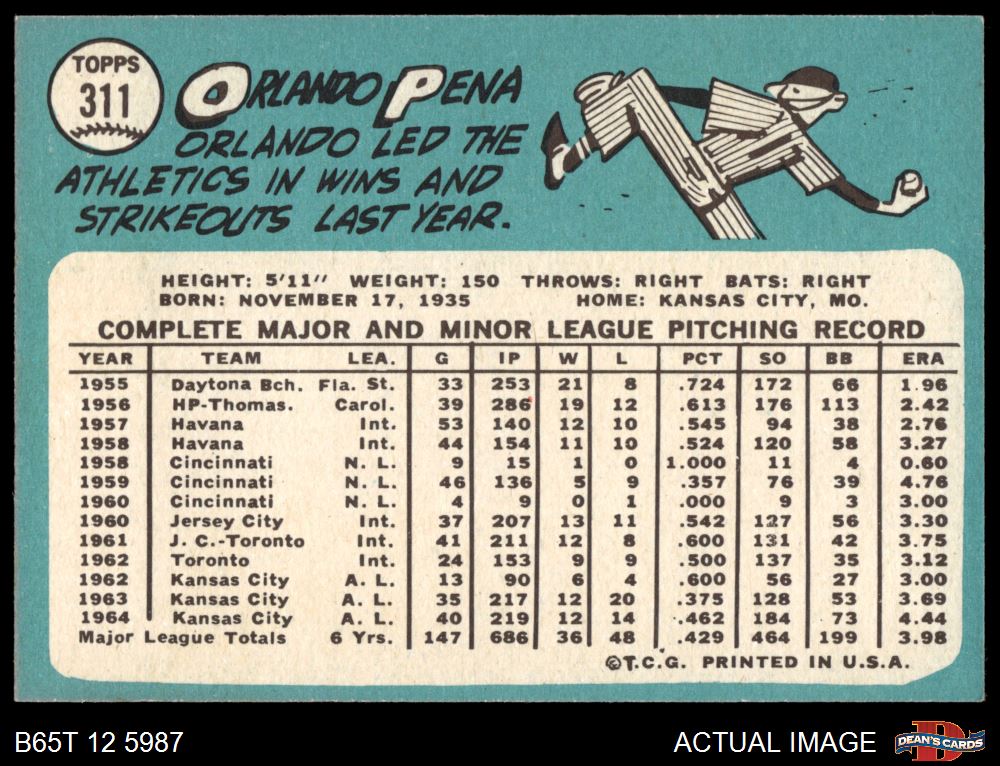 TOPPS
311
ORLANDO PENA
ORLANDO LED THE
ATHLETICS IN WINS AND
STRIKEOUTS LAST YEAR.
HEIGHT: 5'11" WEIGHT: 150 THROWS: RIGHT BATS: RIGHT
BORN: NOVEMBER 17, 1935 HOME: KANSAS CITY, MO.
COMPLETE MAJOR AND MINOR LEAGUE PITCHING RECORD
YEAR TEAM LEA. G IP W L PCT SO BB ERA
1955 Daytona Bch. Fla. St. 33 253 21 8 .724 172 66 1.96
1956 HP-Thomas. Carol. 39 286 19 12 .613 176 113 2.42
1957 Havana Int. 53 140 12 10 .545 94 38 2.76
1958 Havana Int. 44 154 11 10 .524 120 58 3.27
1958 Cincinnati N. L. 9 15 1 0 1.000 11 4 0.60
1959 Cincinnati N. L. 46 136 5 9 .357 76 39 4.76
1960 Cincinnati N. L. 4 9 0 1 .000 9 3 3.00
1960 Jersey City Int. 37 207 13 11 .542 127 56 3.30
1961 J. C.-Toronto Int. 41 211 12 8 .600 131 42 3.75
1962 Toronto Int. 24 153 9 9 .500 137 35 3.12
1962 Kansas City A. L. 13 90 6 4 .600 56 27 3.00
1963 Kansas City A. L. 35 217 12 20 .375 128 53 3.69
1964 Kansas City A. L. 40 219 12 14 .462 184 73 4.44
Major League Totals 6 Yrs. 147 686 36 48 .429 464 199 3.98
©T.C.G. PRINTED IN U.S.A.
B65T 12 5987 ACTUAL IMAGE DEAN'S CARDS